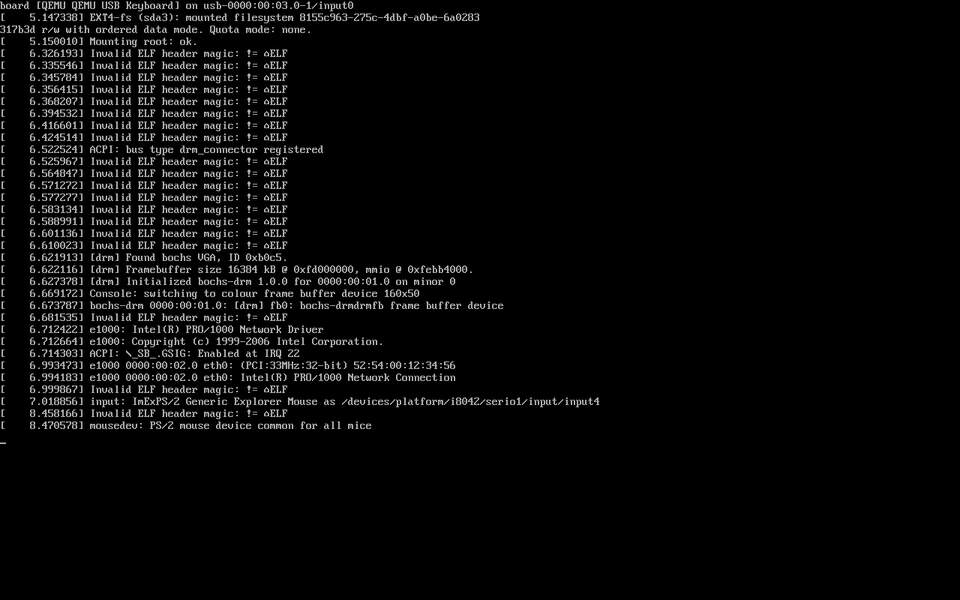 board [QEMU QEMU USB Keyboard] on usb-0000:00:03.0-1/input0
[    5.147338] EXT4-fs (sda3): mounted filesystem 8155c963-275c-4dbf-a0be-6a0283
317b3d r/w with ordered data mode. Quota mode: none.
[    5.150010] Mounting root: ok.
[    6.326193] Invalid ELF header magic: != ⌂ELF
[    6.335546] Invalid ELF header magic: != ⌂ELF
[    6.345784] Invalid ELF header magic: != ⌂ELF
[    6.356415] Invalid ELF header magic: != ⌂ELF
[    6.368207] Invalid ELF header magic: != ⌂ELF
[    6.394532] Invalid ELF header magic: != ⌂ELF
[    6.416601] Invalid ELF header magic: != ⌂ELF
[    6.424514] Invalid ELF header magic: != ⌂ELF
[    6.522524] ACPI: bus type drm_connector registered
[    6.525967] Invalid ELF header magic: != ⌂ELF
[    6.564847] Invalid ELF header magic: != ⌂ELF
[    6.571272] Invalid ELF header magic: != ⌂ELF
[    6.577277] Invalid ELF header magic: != ⌂ELF
[    6.583134] Invalid ELF header magic: != ⌂ELF
[    6.588991] Invalid ELF header magic: != ⌂ELF
[    6.601136] Invalid ELF header magic: != ⌂ELF
[    6.610023] Invalid ELF header magic: != ⌂ELF
[    6.621913] [drm] Found bochs VGA, ID 0xb0c5.
[    6.622116] [drm] Framebuffer size 16384 kB @ 0xfd000000, mmio @ 0xfebb4000.
[    6.627378] [drm] Initialized bochs-drm 1.0.0 for 0000:00:01.0 on minor 0
[    6.669172] Console: switching to colour frame buffer device 160x50
[    6.673787] bochs-drm 0000:00:01.0: [drm] fb0: bochs-drmdrmfb frame buffer device
[    6.681535] Invalid ELF header magic: != ⌂ELF
[    6.712422] e1000: Intel(R) PRO/1000 Network Driver
[    6.712664] e1000: Copyright (c) 1999-2006 Intel Corporation.
[    6.714303] ACPI: \_SB_.GSIG: Enabled at IRQ 22
[    6.993473] e1000 0000:00:02.0 eth0: (PCI:33MHz:32-bit) 52:54:00:12:34:56
[    6.994183] e1000 0000:00:02.0 eth0: Intel(R) PRO/1000 Network Connection
[    6.999867] Invalid ELF header magic: != ⌂ELF
[    7.018856] input: ImExPS/2 Generic Explorer Mouse as /devices/platform/i8042/serio1/input/input4
[    8.458166] Invalid ELF header magic: != ⌂ELF
[    8.470578] mousedev: PS/2 mouse device common for all mice